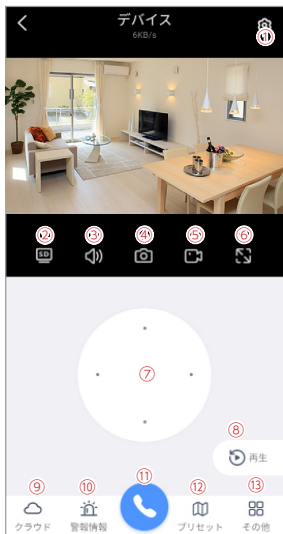 デバイス
6KB/s
①
② ③ ④ ⑤ ⑥
SD
⑦
⑧
再生
⑨ ⑩ ⑪ ⑫ ⑬
クラウド 警報情報 プリセット その他